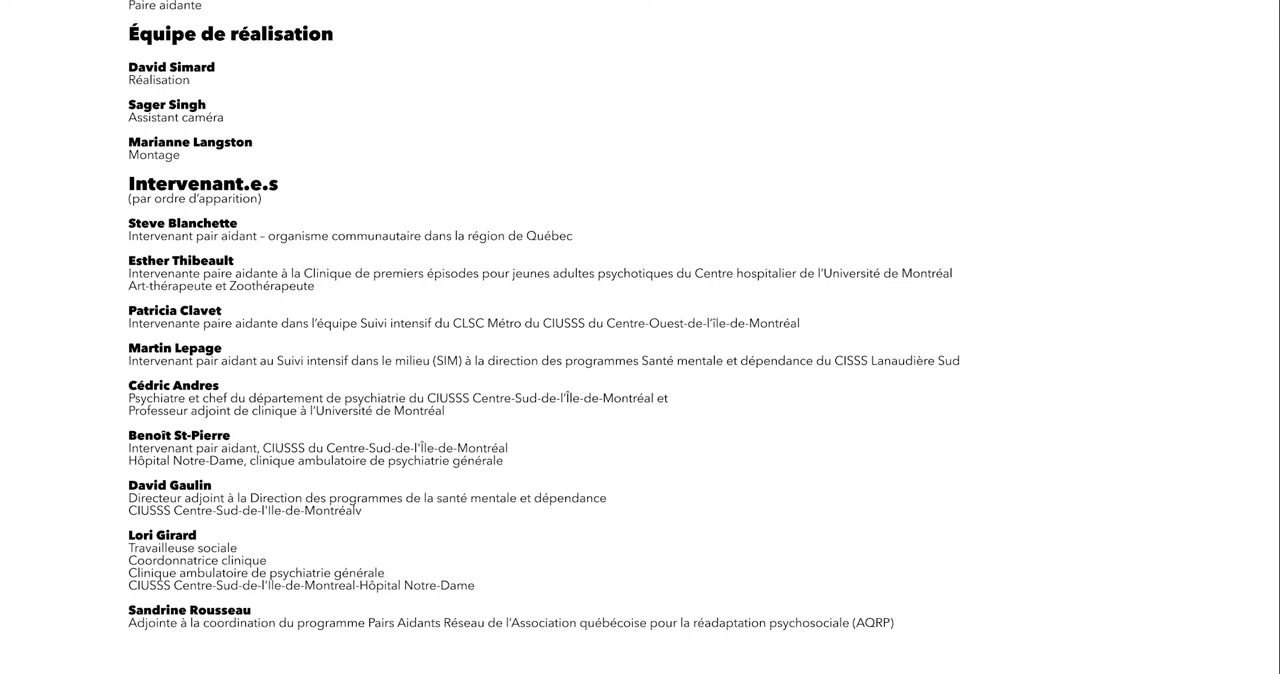 Paire aidante
Équipe de réalisation
David Simard
Réalisation
Sager Singh
Assistant caméra
Marianne Langston
Montage
Intervenant.e.s
(par ordre d’apparition)
Steve Blanchette
Intervenant pair aidant – organisme communautaire dans la région de Québec
Esther Thibeault
Intervenante paire aidante à la Clinique de premiers épisodes pour jeunes adultes psychotiques du Centre hospitalier de l’Université de Montréal
Art-thérapeute et Zoothérapeute
Patricia Clavet
Intervenante paire aidante dans l’équipe Suivi intensif du CLSC Métro du CIUSSS du Centre-Ouest-de-l’île-de-Montréal
Martin Lepage
Intervenant pair aidant au Suivi intensif dans le milieu (SIM) à la direction des programmes Santé mentale et dépendance du CISSS Lanaudière Sud
Cédric Andres
Psychiatre et chef du département de psychiatrie du CIUSSS Centre-Sud-de-l’Île-de-Montréal et
Professeur adjoint de clinique à l’Université de Montréal
Benoît St-Pierre
Intervenant pair aidant, CIUSSS du Centre-Sud-de-l'Île-de-Montréal
Hôpital Notre-Dame, clinique ambulatoire de psychiatrie générale
David Gaulin
Directeur adjoint à la Direction des programmes de la santé mentale et dépendance
CIUSSS Centre-Sud-de-l'Ile-de-Montréalv
Lori Girard
Travailleuse sociale
Coordonnatrice clinique
Clinique ambulatoire de psychiatrie générale
CIUSSS Centre-Sud-de-l'Ile-de-Montreal-Hôpital Notre-Dame
Sandrine Rousseau
Adjointe à la coordination du programme Pairs Aidants Réseau de l’Association québécoise pour la réadaptation psychosociale (AQRP)